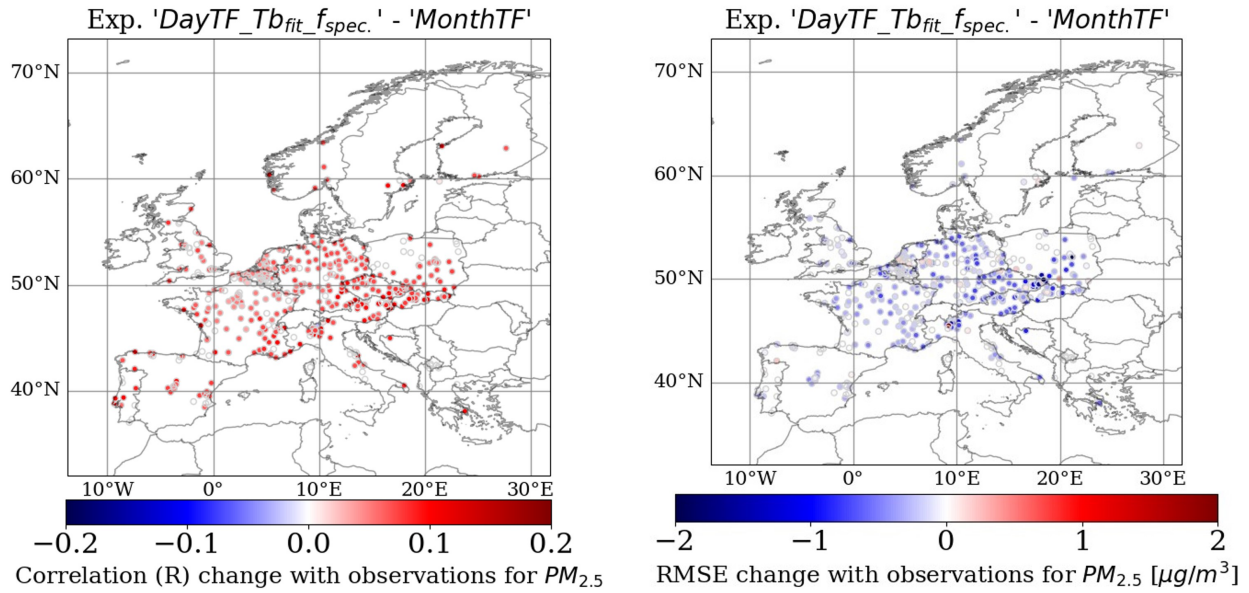 Exp. 'DayTF_Tb_fit_f_spec.' - 'MonthTF'
70°N
60°N
50°N
40°N
10°W 0° 10°E 20°E 30°E
−0.2 −0.1 0.0 0.1 0.2
Correlation (R) change with observations for PM2.5
Exp. 'DayTF_Tb_fit_f_spec.' - 'MonthTF'
70°N
60°N
50°N
40°N
10°W 0° 10°E 20°E 30°E
−2 −1 0 1 2
RMSE change with observations for PM2.5 [μg/m³]